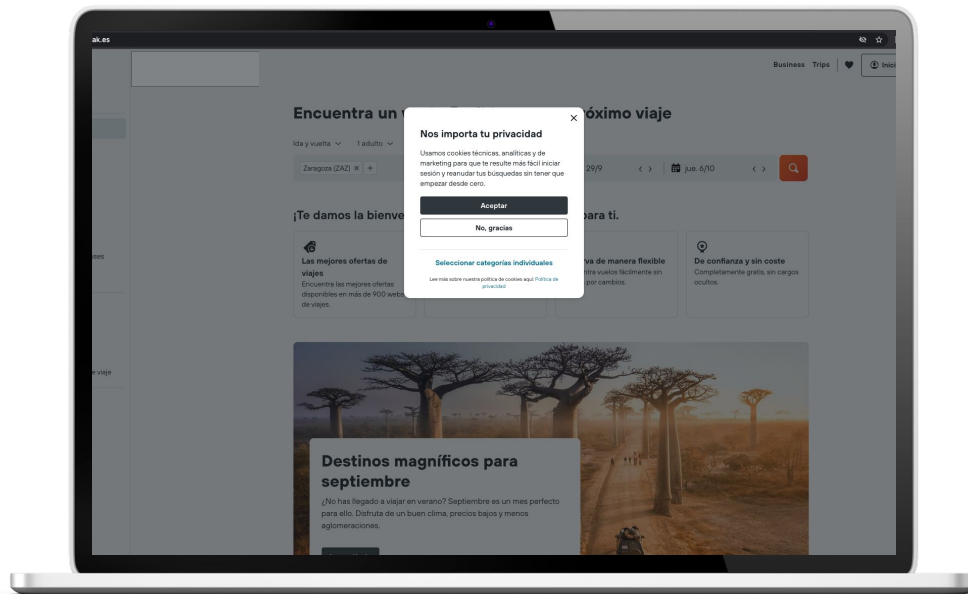 ak.es
Business Trips
Inici
Encuentra un
óximo viaje
Ida y vuelta 1 adulto
Zaragoza (ZAZ) × +
29/9
jue. 6/10
Nos importa tu privacidad
Usamos cookies técnicas, analíticas y de
marketing para que te resulte más fácil iniciar
sesión y reanudar tus búsquedas sin tener que
empezar desde cero.
Aceptar
No, gracias
Seleccionar categorías individuales
Lee más sobre nuestra política de cookies aquí: Política de
privacidad
¡Te damos la bienve
para ti.
Las mejores ofertas de
viajes
Encuentra las mejores ofertas
disponibles en más de 900 webs
de viajes.
rva de manera flexible
ntra vuelos fácilmente sin
por cambios.
De confianza y sin coste
Completamente gratis, sin cargos
ocultos.
e viaje
Destinos magníficos para
septiembre
¿No has llegado a viajar en verano? Septiembre es un mes perfecto
para ello. Disfruta de un buen clima, precios bajos y menos
aglomeraciones.